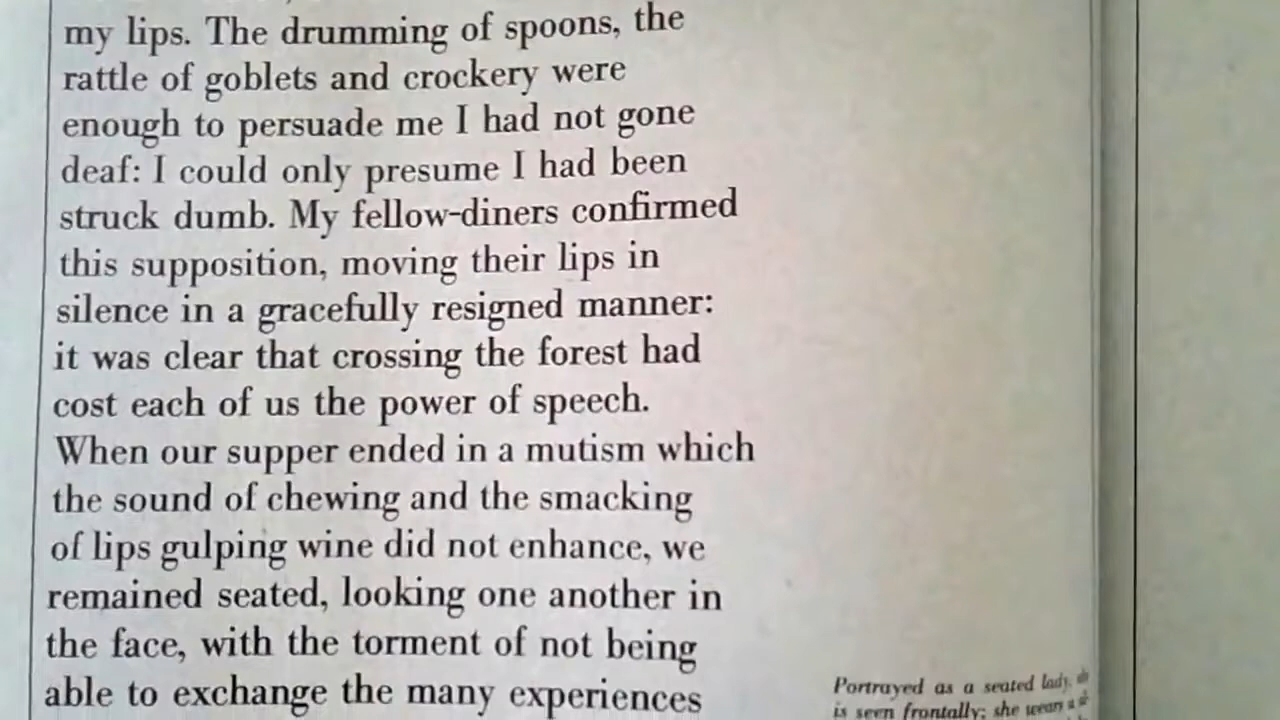 my lips. The drumming of spoons, the
rattle of goblets and crockery were
enough to persuade me I had not gone
deaf: I could only presume I had been
struck dumb. My fellow-diners confirmed
this supposition, moving their lips in
silence in a gracefully resigned manner:
it was clear that crossing the forest had
cost each of us the power of speech.
When our supper ended in a mutism which
the sound of chewing and the smacking
of lips gulping wine did not enhance, we
remained seated, looking one another in
the face, with the torment of not being
able to exchange the many experiences
Portrayed as a seated lady,
is seen frontally; she wears a